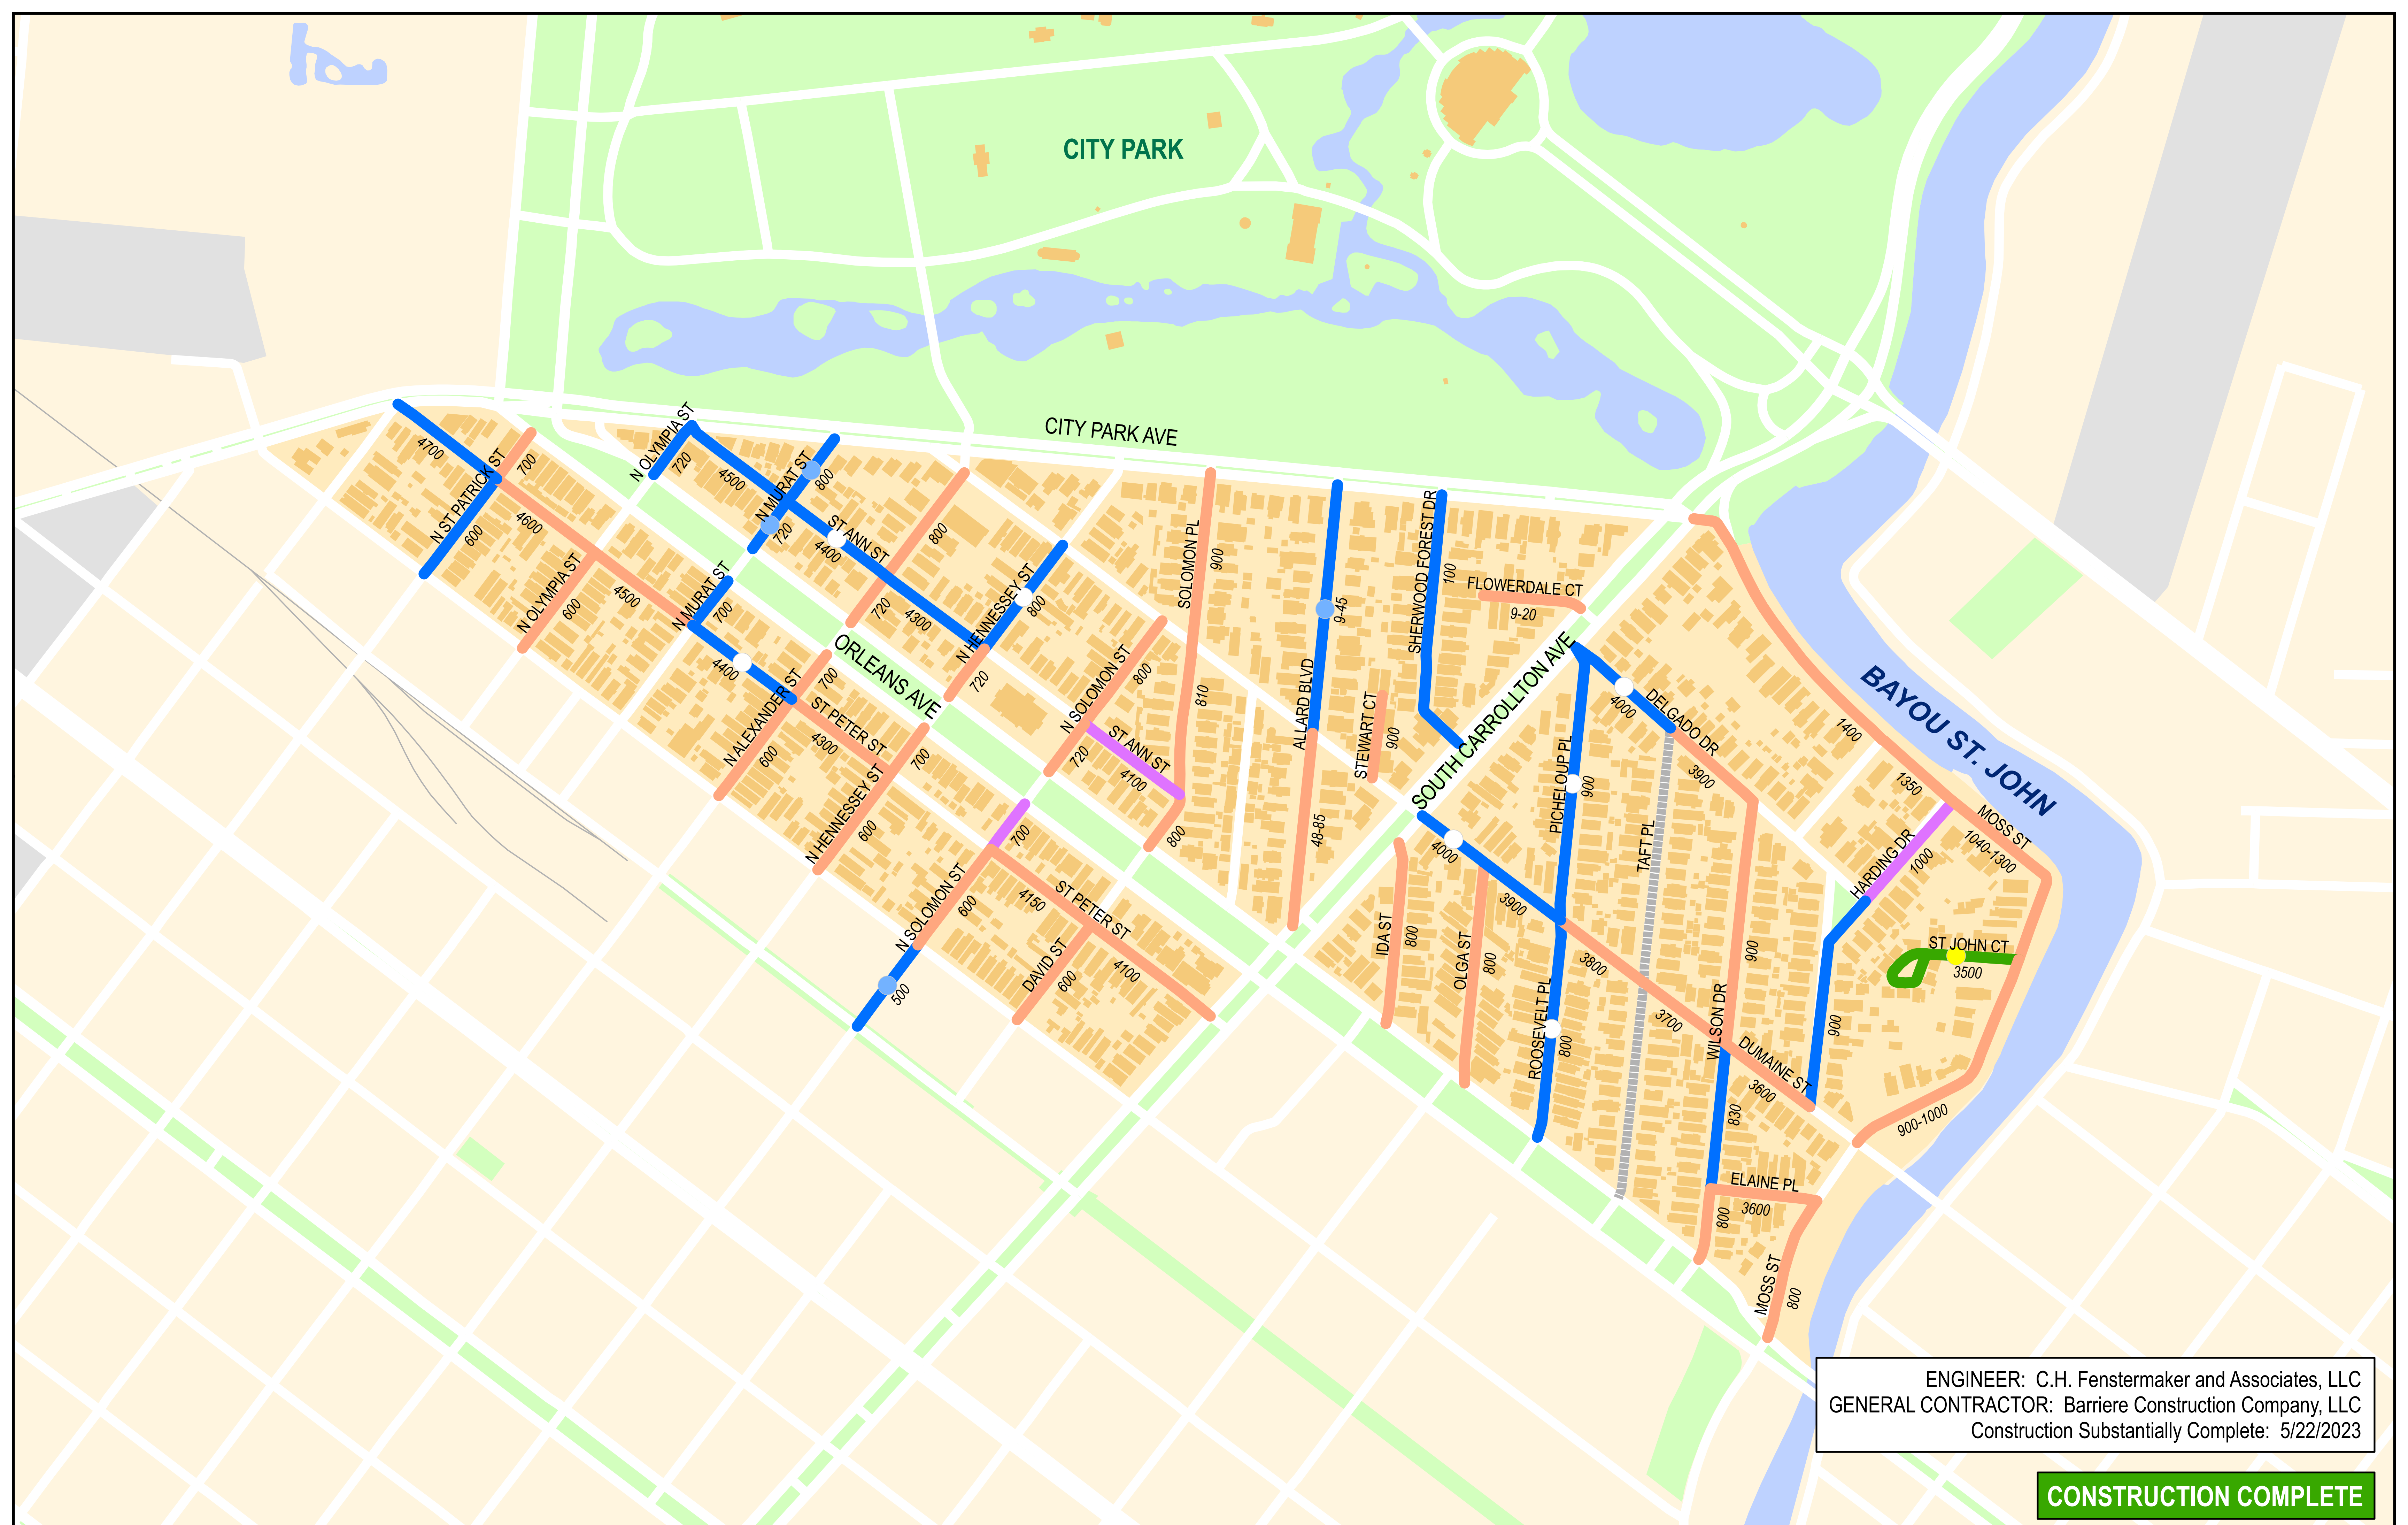 CITY PARK
CITY PARK AVE
4700
N ST PATRICK ST
700
600
4600
N OLYMPIA ST
720
4500
N MURAT ST
800
720
ST ANN ST
4400
800
720
4300
N HENNESSEY ST
800
720
N OLYMPIA ST
600
4500
N MURAT ST
700
4400
N ALEXANDER ST
700
600
ST PETER ST
4300
ORLEANS AVE
N HENNESSEY ST
700
600
N SOLOMON ST
800
720
ST ANN ST
4100
SOLOMON PL
900
810
800
N SOLOMON ST
700
600
500
ST PETER ST
4150
4100
DAVID ST
600
ALLARD BLVD
9-45
48-85
SHERWOOD FOREST DR
100
FLOWERDALE CT
9-20
STEWART CT
900
SOUTH CARROLLTON AVE
DELGADO DR
4000
3900
PICHELOUP PL
900
TAFT PL
4000
3900
IDA ST
800
OLGA ST
800
ROOSEVELT PL
800
3800
3700
WILSON DR
900
830
800
DUMAINE ST
3600
ELAINE PL
3600
MOSS ST
800
BAYOU ST. JOHN
1400
1350
MOSS ST
1040-1300
HARDING DR
1000
900
ST JOHN CT
3500
900-1000
ENGINEER: C.H. Fenstermaker and Associates, LLC
GENERAL CONTRACTOR: Barriere Construction Company, LLC
Construction Substantially Complete: 5/22/2023
CONSTRUCTION COMPLETE